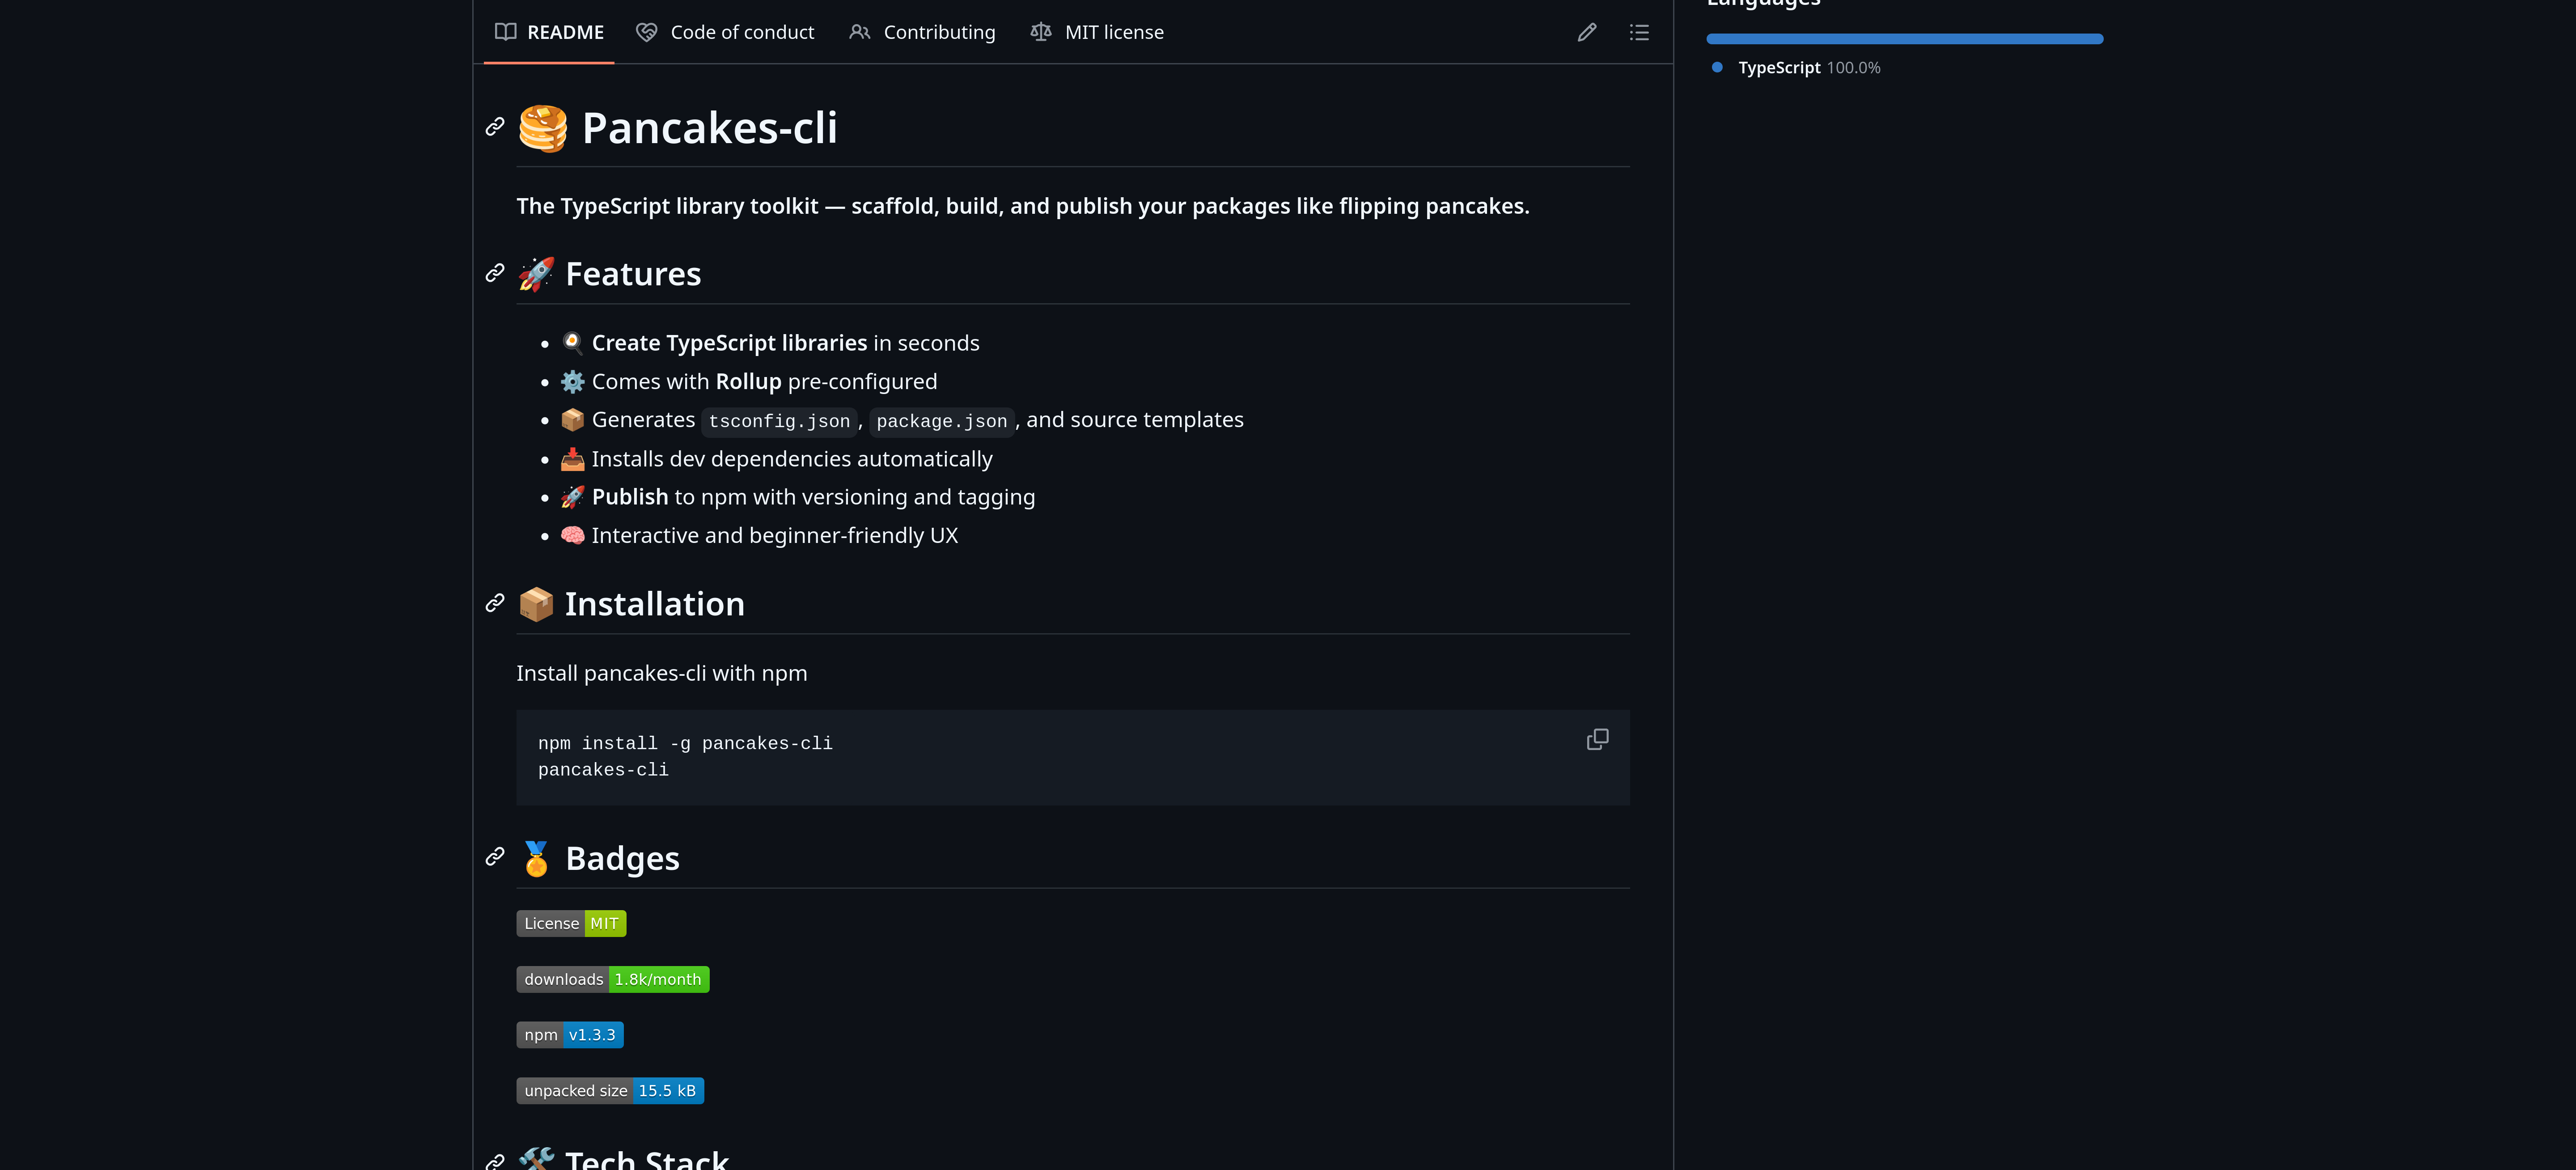 README
Code of conduct
Contributing
MIT license
Languages
TypeScript 100.0%
Pancakes-cli
The TypeScript library toolkit — scaffold, build, and publish your packages like flipping pancakes.
Features
Create TypeScript libraries in seconds
Comes with Rollup pre-configured
Generates tsconfig.json, package.json, and source templates
Installs dev dependencies automatically
Publish to npm with versioning and tagging
Interactive and beginner-friendly UX
Installation
Install pancakes-cli with npm
npm install -g pancakes-cli
pancakes-cli
Badges
License MIT
downloads 1.8k/month
npm v1.3.3
unpacked size 15.5 kB
Tech Stack